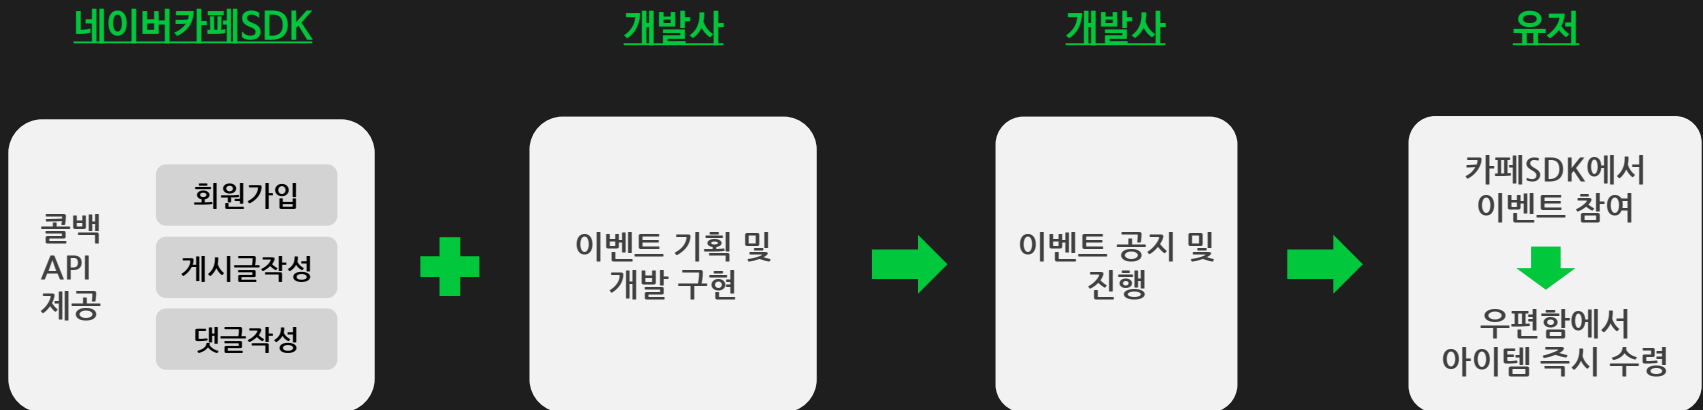 네이버카페SDK
개발사
개발사
유저
콜백
API
제공
회원가입
게시글작성
댓글작성
이벤트 기획 및
개발 구현
이벤트 공지 및
진행
카페SDK에서
이벤트 참여
우편함에서
아이템 즉시 수령